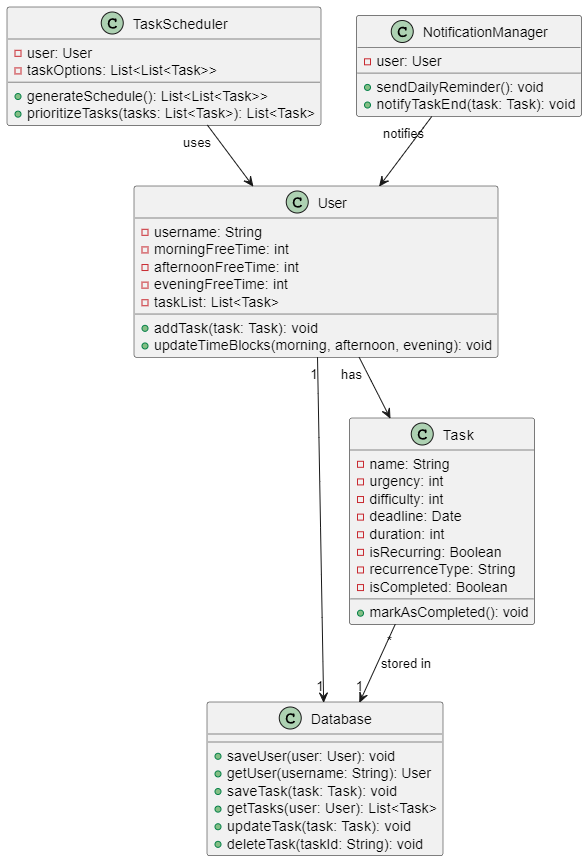 C TaskScheduler
user: User
taskOptions: List<List<Task>>
generateSchedule(): List<List<Task>>
prioritizeTasks(tasks: List<Task>): List<Task>
C NotificationManager
user: User
sendDailyReminder(): void
notifyTaskEnd(task: Task): void
uses
notifies
C User
username: String
morningFreeTime: int
afternoonFreeTime: int
eveningFreeTime: int
taskList: List<Task>
addTask(task: Task): void
updateTimeBlocks(morning, afternoon, evening): void
1
has
C Task
name: String
urgency: int
difficulty: int
deadline: Date
duration: int
isRecurring: Boolean
recurrenceType: String
isCompleted: Boolean
markAsCompleted(): void
*
stored in
1
1
C Database
saveUser(user: User): void
getUser(username: String): User
saveTask(task: Task): void
getTasks(user: User): List<Task>
updateTask(task: Task): void
deleteTask(taskId: String): void